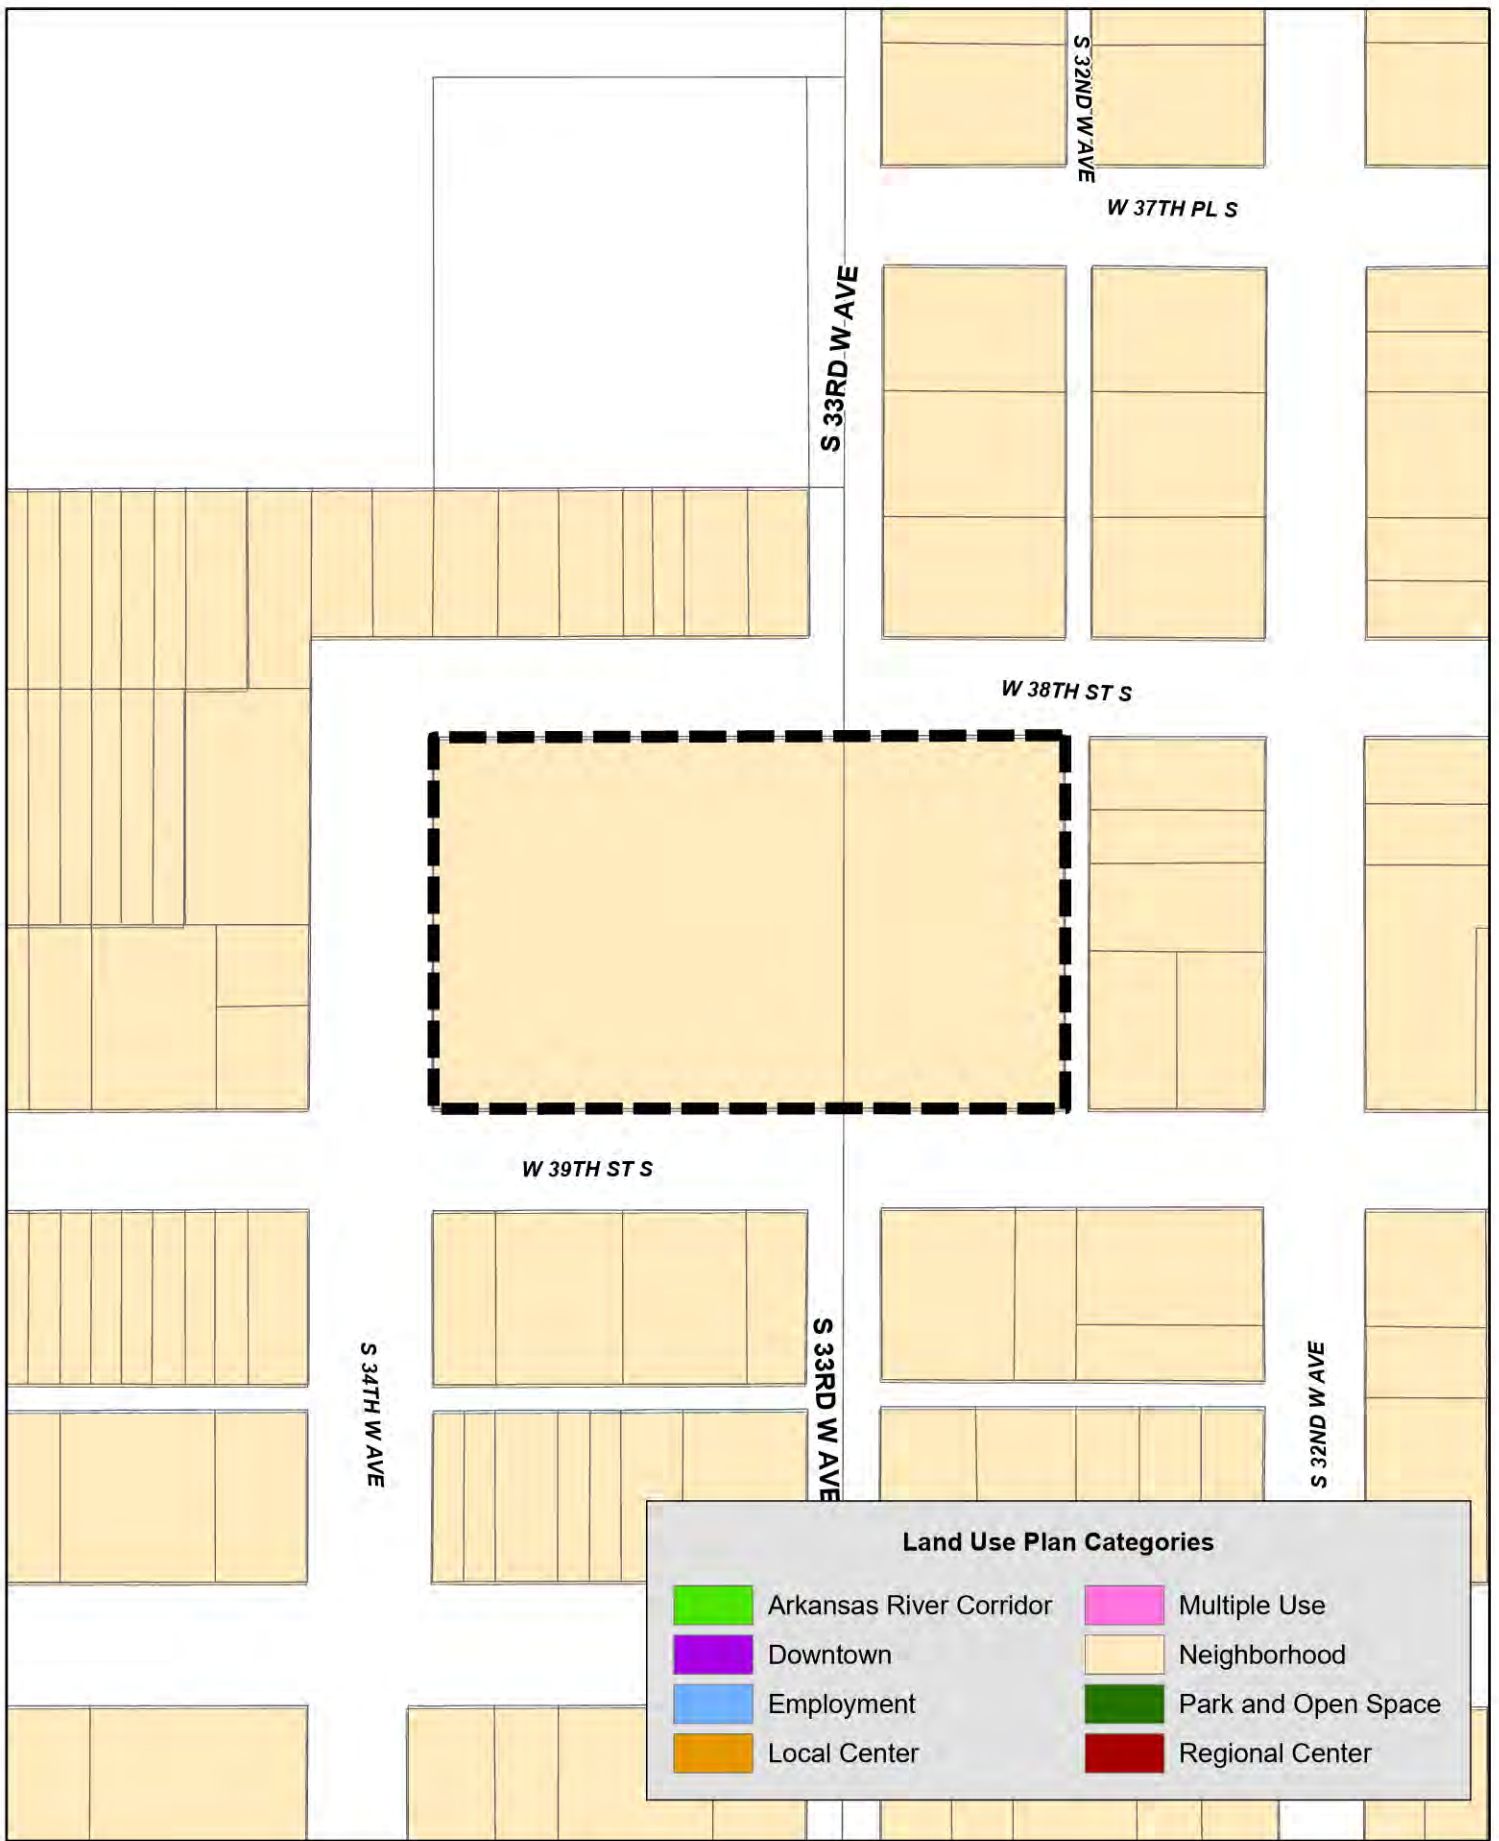 S 32ND W AVE
W 37TH PL S
S 33RD W AVE
W 38TH ST S
W 39TH ST S
S 34TH W AVE
S 33RD W AVE
S 32ND W AVE
Land Use Plan Categories
Arkansas River Corridor
Downtown
Employment
Local Center
Multiple Use
Neighborhood
Park and Open Space
Regional Center